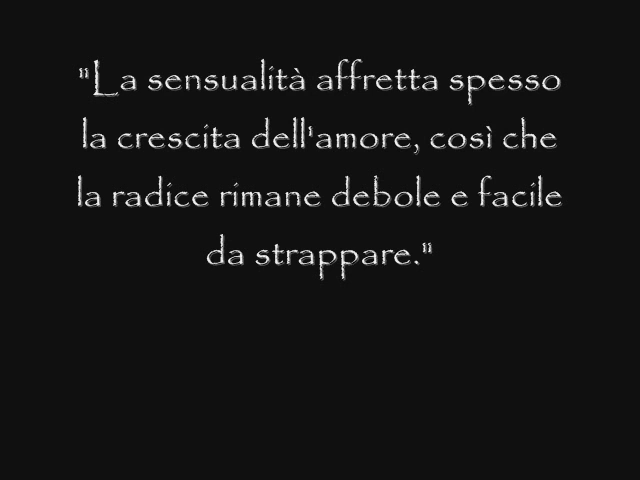 "La sensualità affretta spesso
la crescita dell'amore, così che
la radice rimane debole e facile
da strappare."